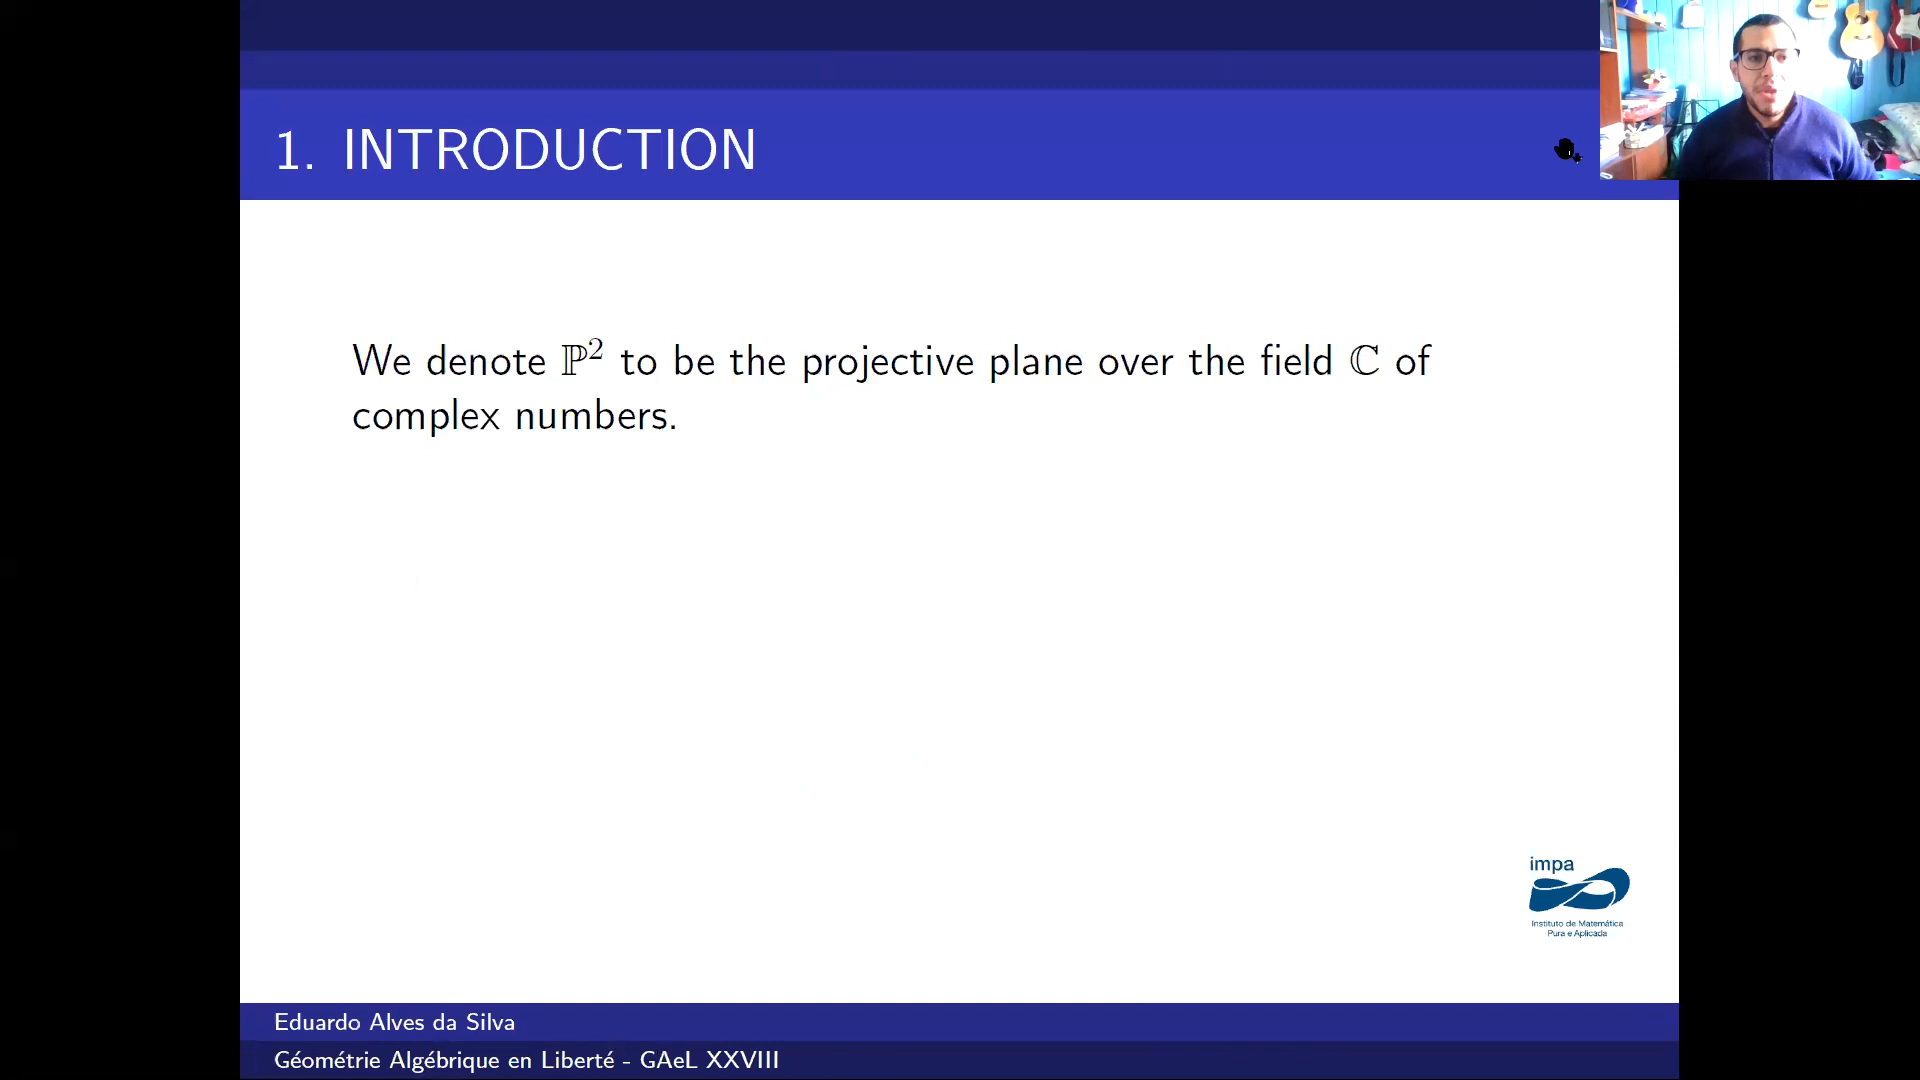 1. INTRODUCTION
We denote ℙ² to be the projective plane over the field ℂ of
complex numbers.
impa
Instituto de Matemática
Pura e Aplicada
Eduardo Alves da Silva
Géométrie Algébrique en Liberté - GAeL XXVIII